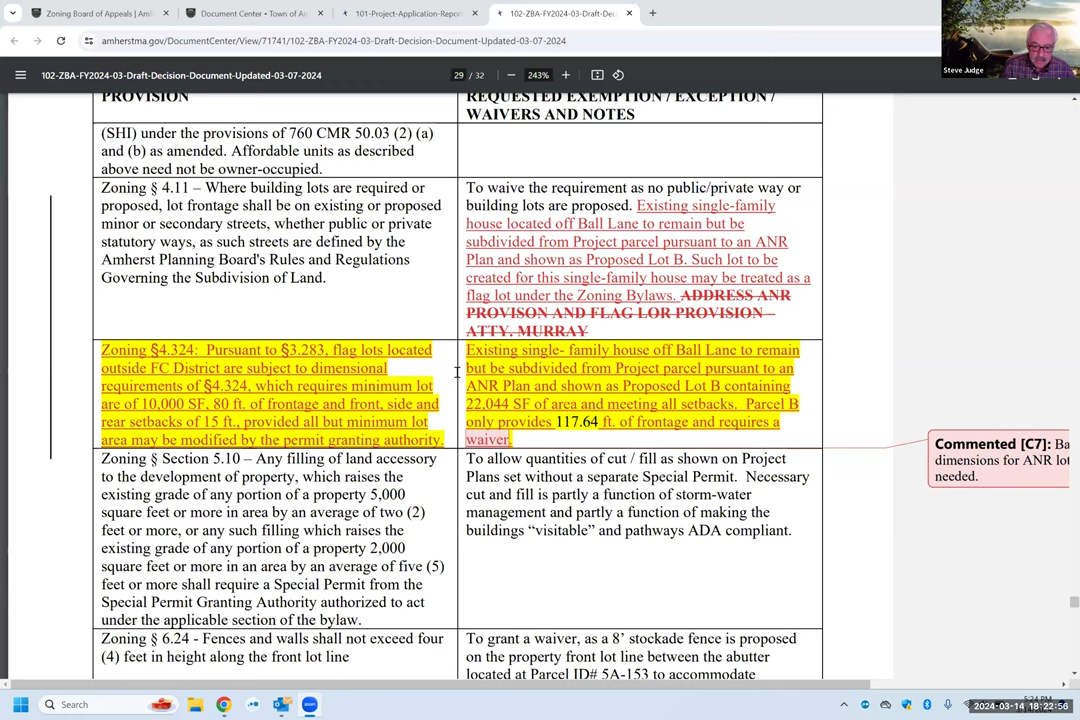 Zoning Board of Appeals | Amh
Document Center • Town of Am
101-Project-Application-Report
102-ZBA-FY2024-03-Draft-Deci
amherstma.gov/DocumentCenter/View/71741/102-ZBA-FY2024-03-Draft-Decision-Document-Updated-03-07-2024
Steve Judge
102-ZBA-FY2024-03-Draft-Decision-Document-Updated-03-07-2024
29 / 32
243%
PROVISION
REQUESTED EXEMPTION / EXCEPTION /
WAIVERS AND NOTES
(SHI) under the provisions of 760 CMR 50.03 (2) (a)
and (b) as amended. Affordable units as described
above need not be owner-occupied.
Zoning § 4.11 – Where building lots are required or
proposed, lot frontage shall be on existing or proposed
minor or secondary streets, whether public or private
statutory ways, as such streets are defined by the
Amherst Planning Board's Rules and Regulations
Governing the Subdivision of Land.
To waive the requirement as no public/private way or
building lots are proposed. Existing single-family
house located off Ball Lane to remain but be
subdivided from Project parcel pursuant to an ANR
Plan and shown as Proposed Lot B. Such lot to be
created for this single-family house may be treated as a
flag lot under the Zoning Bylaws. ADDRESS ANR
PROVISON AND FLAG LOR PROVISION –
ATTY. MURRAY
Zoning §4.324: Pursuant to §3.283, flag lots located
outside FC District are subject to dimensional
requirements of §4.324, which requires minimum lot
are of 10,000 SF, 80 ft. of frontage and front, side and
rear setbacks of 15 ft., provided all but minimum lot
area may be modified by the permit granting authority.
Existing single- family house off Ball Lane to remain
but be subdivided from Project parcel pursuant to an
ANR Plan and shown as Proposed Lot B containing
22,044 SF of area and meeting all setbacks. Parcel B
only provides 117.64 ft. of frontage and requires a
waiver.
Commented [C7]: Ba
dimensions for ANR lot
needed.
Zoning § Section 5.10 – Any filling of land accessory
to the development of property, which raises the
existing grade of any portion of a property 5,000
square feet or more in area by an average of two (2)
feet or more, or any such filling which raises the
existing grade of any portion of a property 2,000
square feet or more in an area by an average of five (5)
feet or more shall require a Special Permit from the
Special Permit Granting Authority authorized to act
under the applicable section of the bylaw.
To allow quantities of cut / fill as shown on Project
Plans set without a separate Special Permit. Necessary
cut and fill is partly a function of storm-water
management and partly a function of making the
buildings “visitable” and pathways ADA compliant.
Zoning § 6.24 - Fences and walls shall not exceed four
(4) feet in height along the front lot line
To grant a waiver, as a 8’ stockade fence is proposed
on the property front lot line between the abutter
located at Parcel ID# 5A-153 to accommodate
Search
5:24 PM
2024-03-14 18:22:56